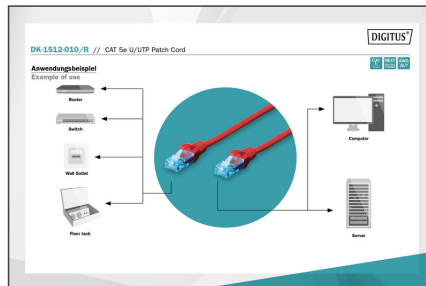 DIGITUS®
DK-1512-010/R // CAT 5e U/UTP Patch Cord
Anwendungsbeispiel
Example of use
Router
Switch
Wall Outlet
Floor tank
Computer
Server